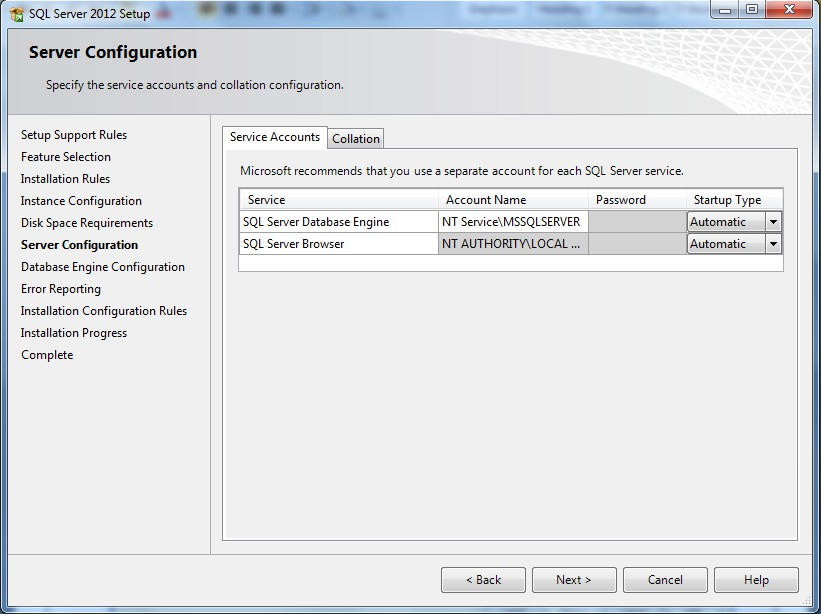 SQL Server 2012 Setup
Server Configuration
Specify the service accounts and collation configuration.
Setup Support Rules
Feature Selection
Installation Rules
Instance Configuration
Disk Space Requirements
Server Configuration
Database Engine Configuration
Error Reporting
Installation Configuration Rules
Installation Progress
Complete
Service Accounts Collation
Microsoft recommends that you use a separate account for each SQL Server service.
Service Account Name Password Startup Type
SQL Server Database Engine NT Service\MSSQLSERVER Automatic
SQL Server Browser NT AUTHORITY\LOCAL ... Automatic
< Back Next > Cancel Help